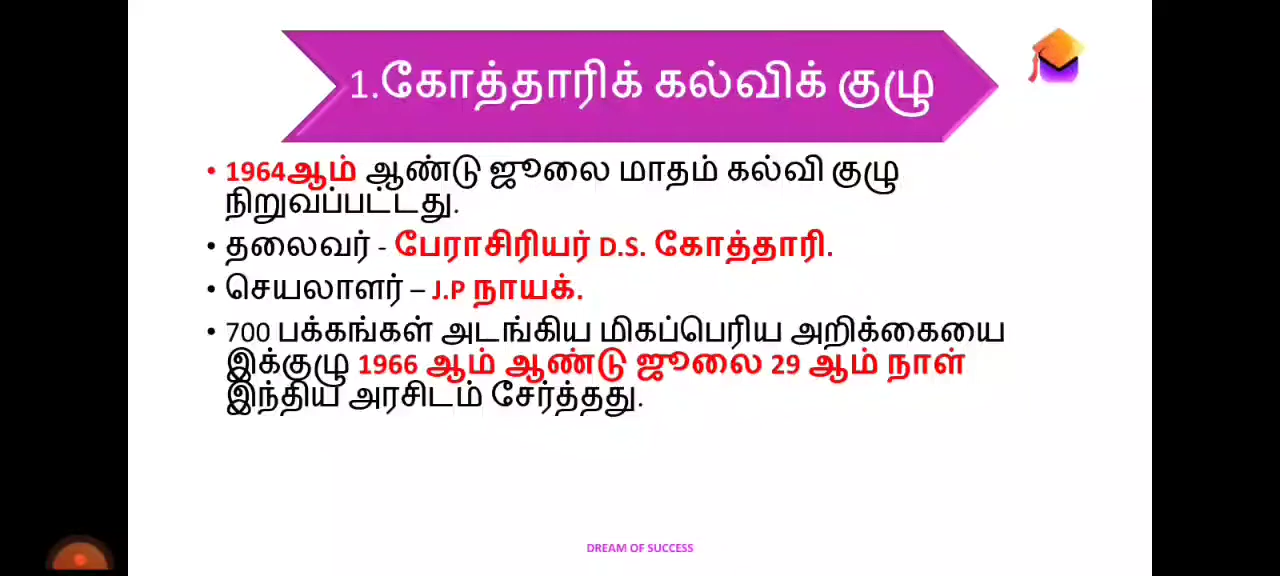 1.கோத்தாரிக் கல்விக் குழு
• 1964ஆம் ஆண்டு ஜூலை மாதம் கல்வி குழு
நிறுவப்பட்டது.
• தலைவர் - பேராசிரியர் D.S. கோத்தாரி.
• செயலாளர் – J.P நாயக்.
• 700 பக்கங்கள் அடங்கிய மிகப்பெரிய அறிக்கையை
இக்குழு 1966 ஆம் ஆண்டு ஜூலை 29 ஆம் நாள்
இந்திய அரசிடம் சேர்த்தது.
DREAM OF SUCCESS